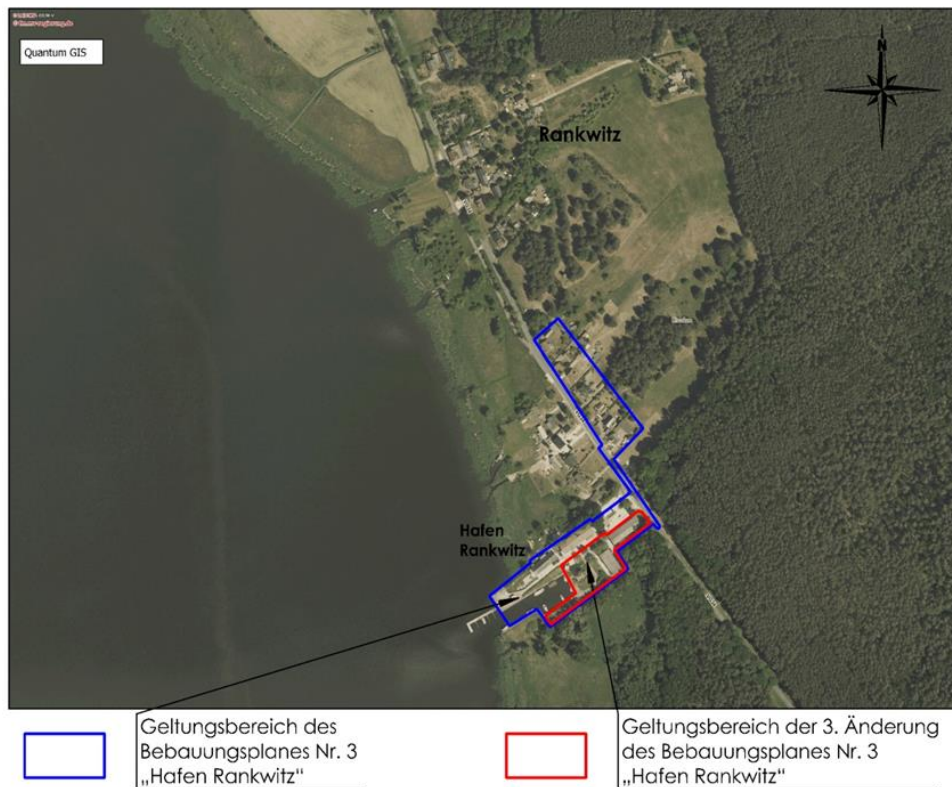 Quantum GIS
N
Rankwitz
Hafen
Rankwitz
Geltungsbereich des
Bebauungsplanes Nr. 3
„Hafen Rankwitz“
Geltungsbereich der 3. Änderung
des Bebauungsplanes Nr. 3
„Hafen Rankwitz“